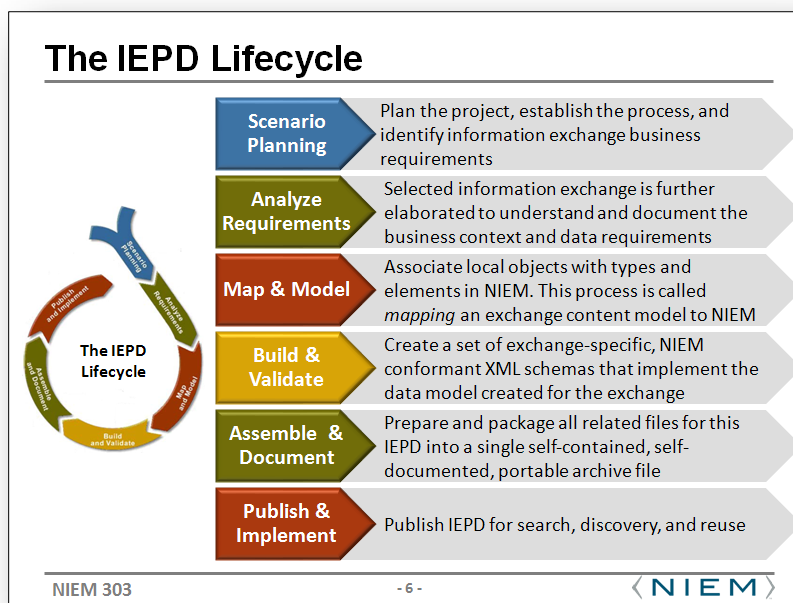 The IEPD Lifecycle
Scenario
Planning
Plan the project, establish the process, and
identify information exchange business
requirements
Analyze
Requirements
Selected information exchange is further
elaborated to understand and document the
business context and data requirements
Map & Model
Associate local objects with types and
elements in NIEM. This process is called
mapping an exchange content model to NIEM
Build &
Validate
Create a set of exchange-specific, NIEM
conformant XML schemas that implement the
data model created for the exchange
Assemble &
Document
Prepare and package all related files for this
IEPD into a single self-contained, self-
documented, portable archive file
Publish &
Implement
Publish IEPD for search, discovery, and reuse
Scenario
Planning
Analyze
Requirements
Map
and Model
Build
and Validate
Assemble
and Document
Publish
and Implement
The IEPD
Lifecycle
NIEM 303
- 6 -
NIEM